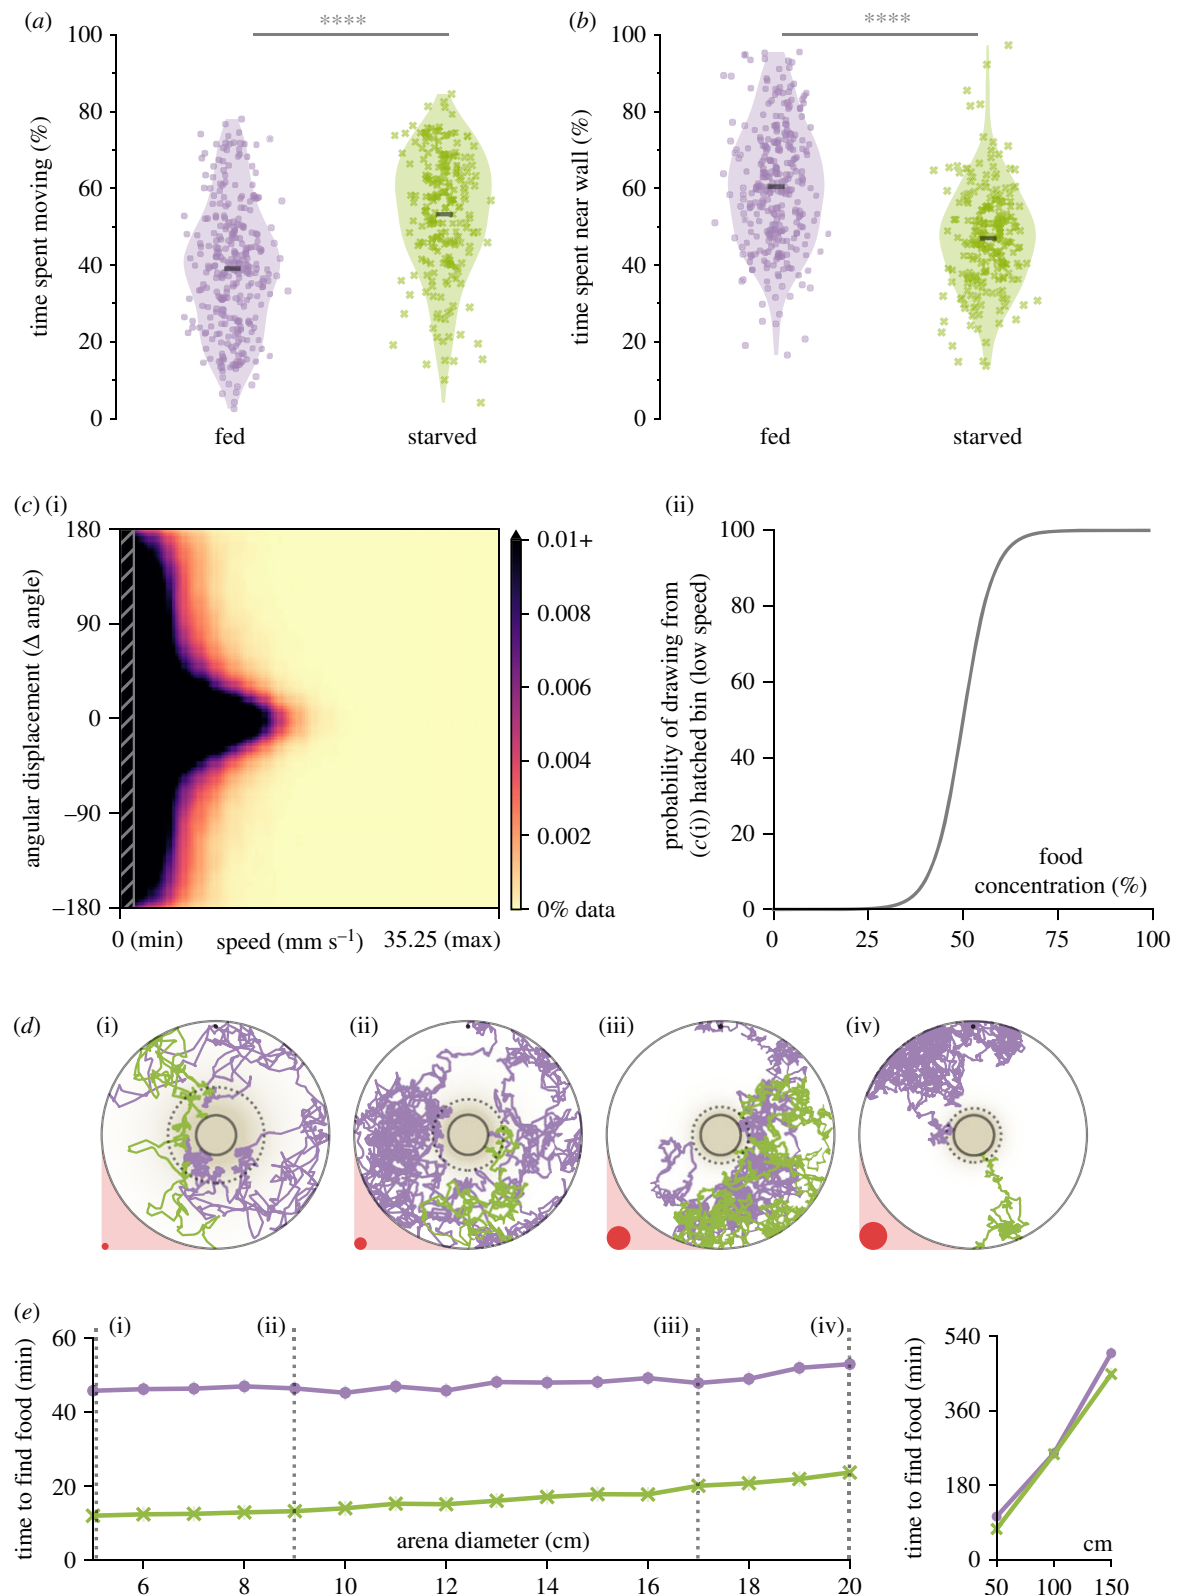 (a)
****
time spent moving (%)
100
80
60
40
20
0
fed
starved
(b)
****
time spent near wall (%)
100
80
60
40
20
0
fed
starved
(c) (i)
angular displacement (Δ angle)
180
90
0
–90
–180
0 (min)
speed (mm s⁻¹)
35.25 (max)
0.01+
0.008
0.006
0.004
0.002
0% data
(ii)
probability of drawing from
(c(i)) hatched bin (low speed)
100
80
60
40
20
0
food
concentration (%)
0
25
50
75
100
(d)
(i)
(ii)
(iii)
(iv)
(e)
time to find food (min)
60
40
20
0
(i)
(ii)
(iii)
(iv)
arena diameter (cm)
6
8
10
12
14
16
18
20
time to find food (min)
540
360
180
0
cm
50
100
150